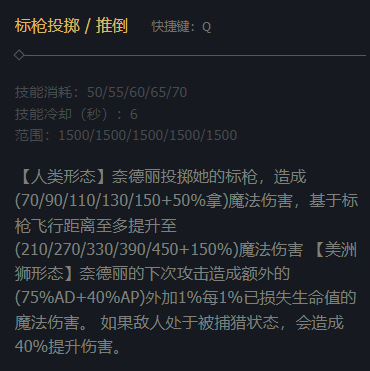 标枪投掷 / 推倒 快捷键：Q
技能消耗：50/55/60/65/70
技能冷却（秒）：6
范围：1500/1500/1500/1500/1500
【人类形态】奈德丽投掷她的标枪，造成
(70/90/110/130/150+50%拿)魔法伤害，基于标
枪飞行距离至多提升至
(210/270/330/390/450+150%)魔法伤害 【美洲
狮形态】奈德丽的下次攻击造成额外的
(75%AD+40%AP)外加1%每1%已损失生命值的
魔法伤害。 如果敌人处于被捕猎状态，会造成
40%提升伤害。